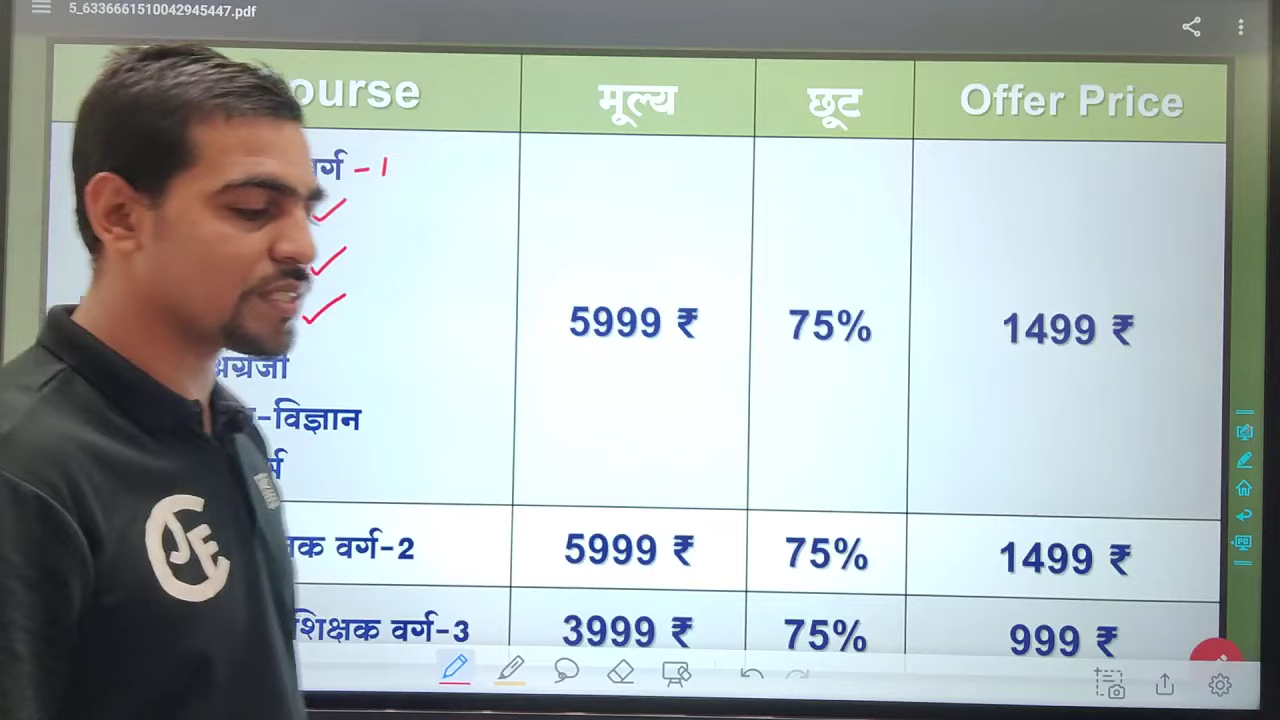 5_6336661510042945447.pdf
ourse मूल्य छूट Offer Price
र्ग - 1
5999 ₹ 75% 1499 ₹
अंग्रेजी
-विज्ञान
क वर्ग-2 5999 ₹ 75% 1499 ₹
शिक्षक वर्ग-3 3999 ₹ 75% 999 ₹